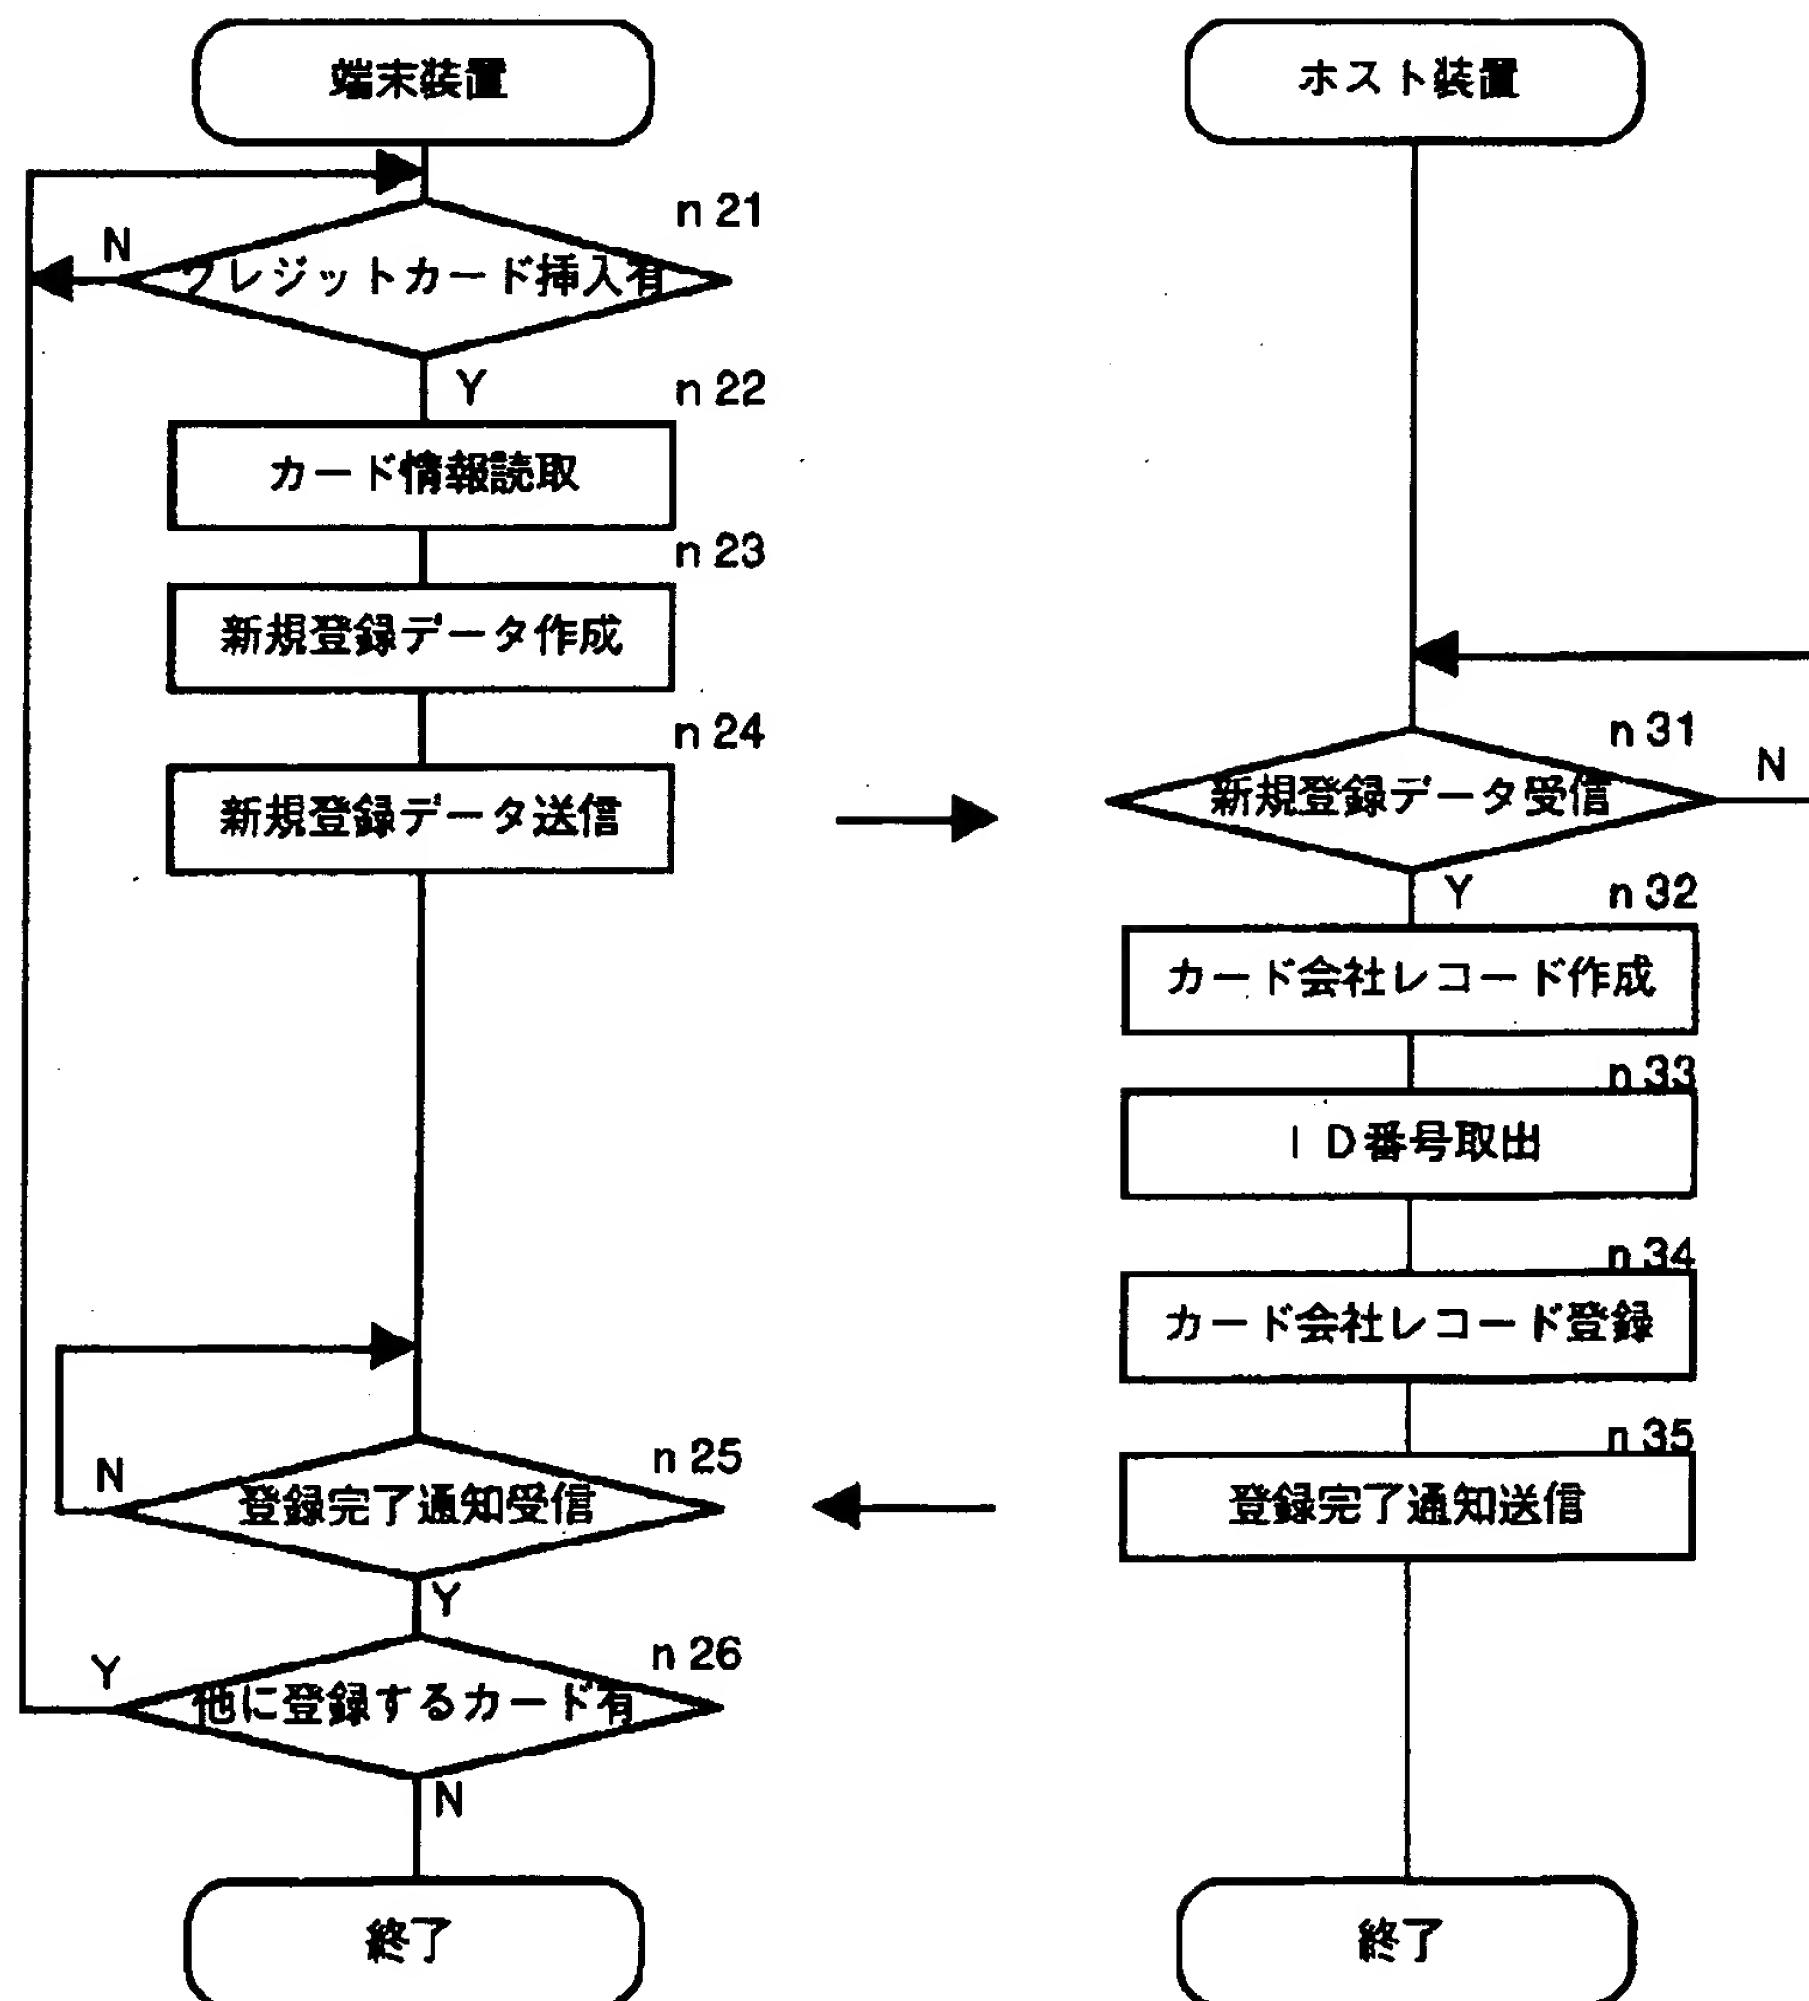 端末装置
n 21
N
クレジットカード挿入有
Y
n 22
カード情報読取
n 23
新規登録データ作成
n 24
新規登録データ送信
N
n 25
登録完了通知受信
Y
n 26
Y
他に登録するカード有
N
終了
ホスト装置
n 31
N
新規登録データ受信
Y
n 32
カード会社レコード作成
n 33
ID番号取出
n 34
カード会社レコード登録
n 35
登録完了通知送信
終了